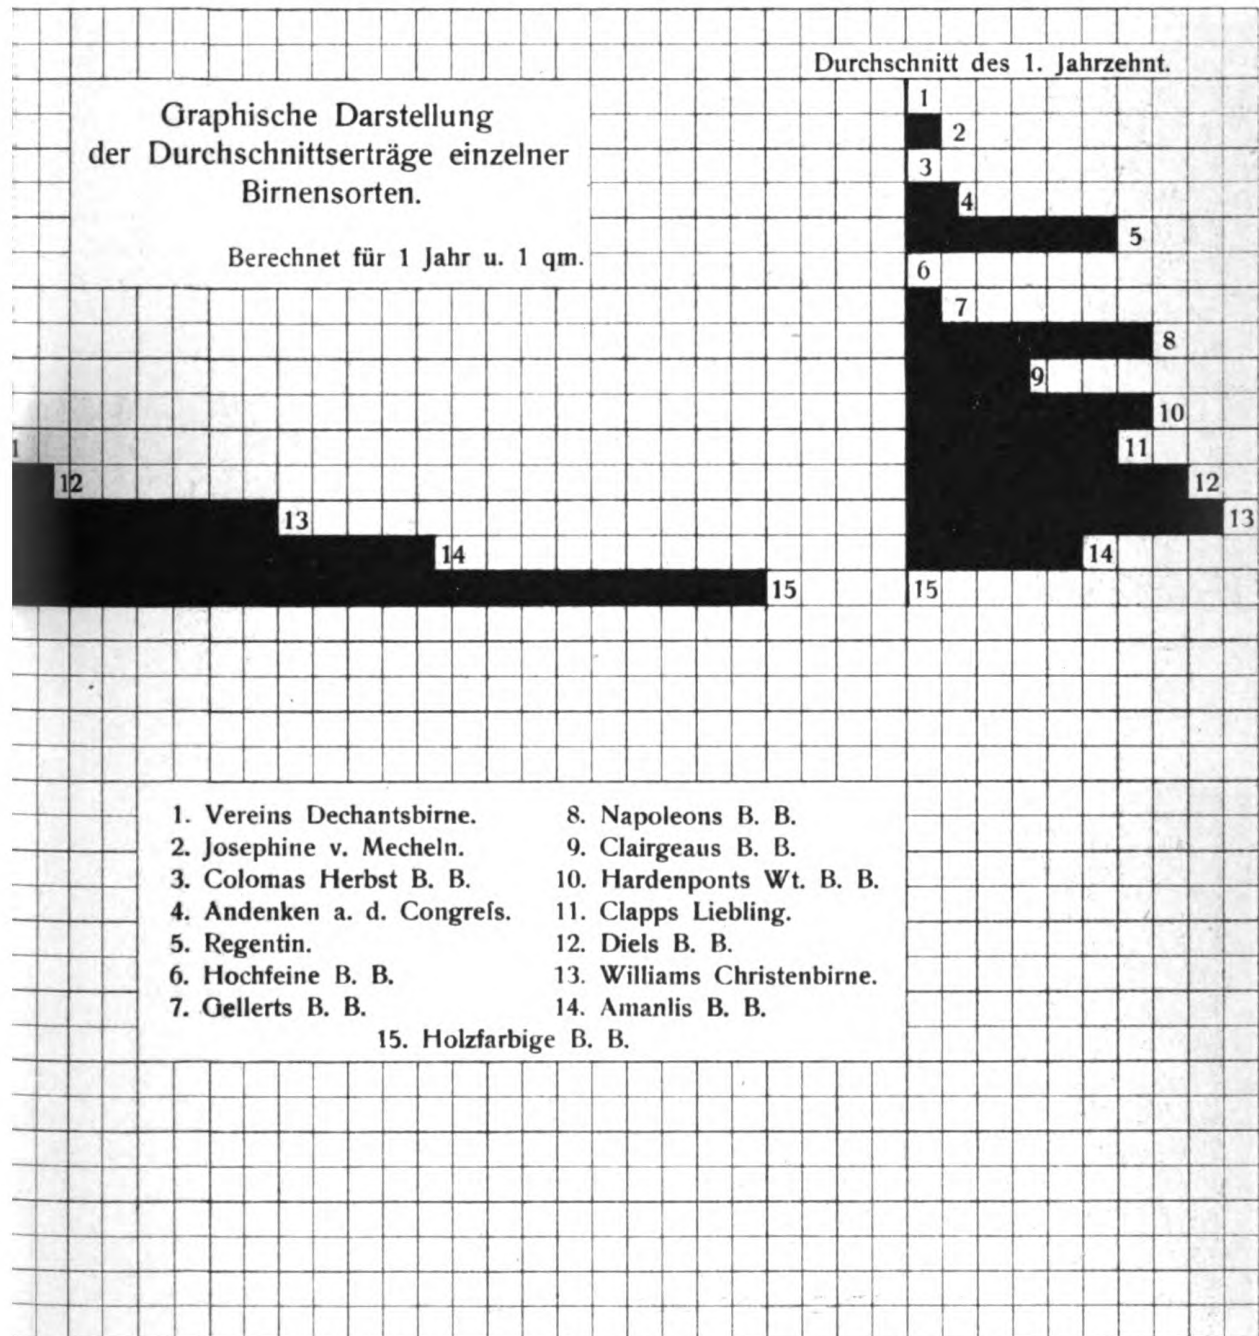 Durchschnitt des 1. Jahrzehnt.
Graphische Darstellung
der Durchschnittserträge einzelner
Birnensorten.
Berechnet für 1 Jahr u. 1 qm.
1
2
3
4
5
6
7
8
9
10
11
12
13
14
15
1
12
13
14
15
1. Vereins Dechantsbirne.
2. Josephine v. Mecheln.
3. Colomas Herbst B. B.
4. Andenken a. d. Congreſs.
5. Regentin.
6. Hochfeine B. B.
7. Gellerts B. B.
8. Napoleons B. B.
9. Clairgeaus B. B.
10. Hardenponts Wt. B. B.
11. Clapps Liebling.
12. Diels B. B.
13. Williams Christenbirne.
14. Amanlis B. B.
15. Holzfarbige B. B.